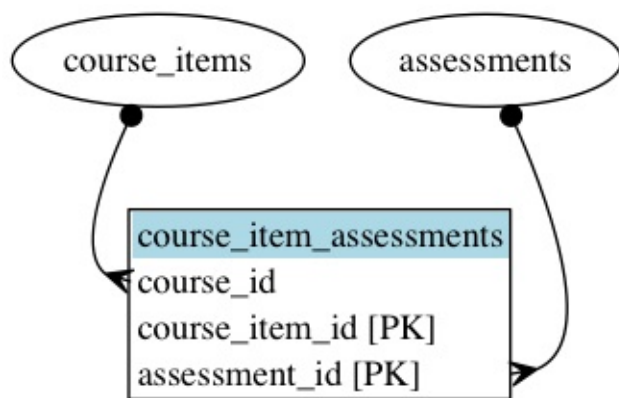 course_items
assessments
course_item_assessments
course_id
course_item_id [PK]
assessment_id [PK]